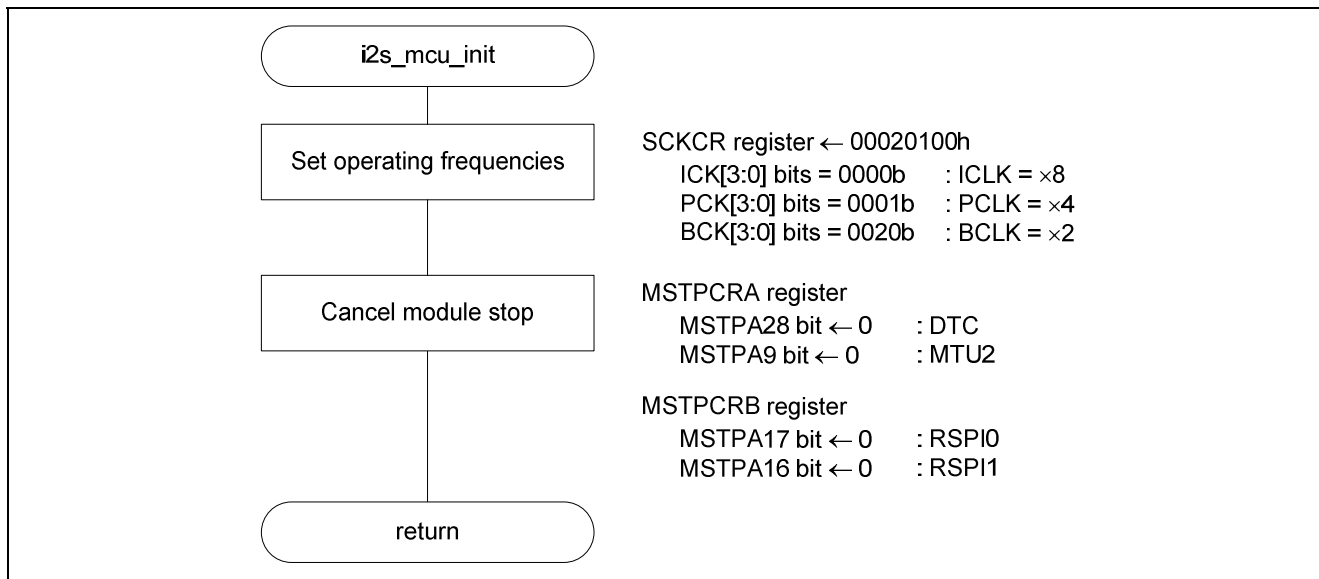 i2s_mcu_init
Set operating frequencies
SCKCR register ← 00020100h
ICK[3:0] bits = 0000b : ICLK = ×8
PCK[3:0] bits = 0001b : PCLK = ×4
BCK[3:0] bits = 0020b : BCLK = ×2
Cancel module stop
MSTPCRA register
MSTPA28 bit ← 0 : DTC
MSTPA9 bit ← 0 : MTU2
MSTPCRB register
MSTPA17 bit ← 0 : RSPI0
MSTPA16 bit ← 0 : RSPI1
return